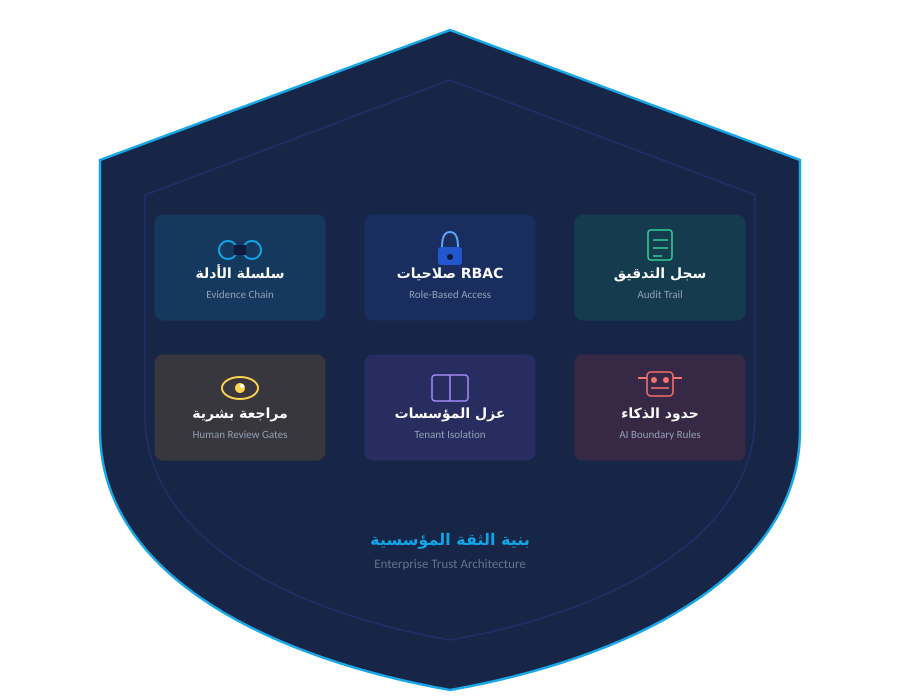 سلسلة الأدلة
Evidence Chain
صلاحيات RBAC
Role-Based Access
سجل التدقيق
Audit Trail
مراجعة بشرية
Human Review Gates
عزل المؤسسات
Tenant Isolation
حدود الذكاء
AI Boundary Rules
بنية الثقة المؤسسية
Enterprise Trust Architecture